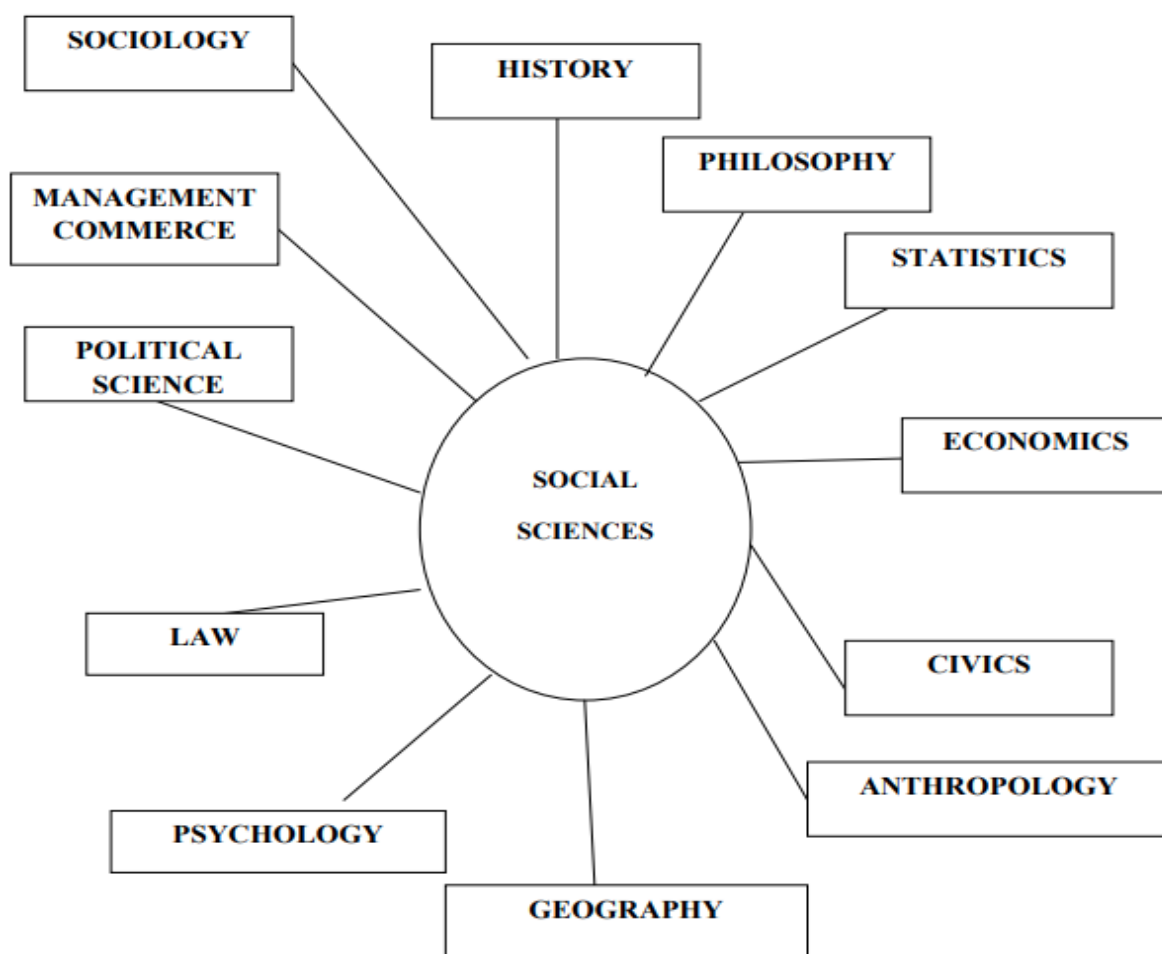 SOCIOLOGY
HISTORY
PHILOSOPHY
MANAGEMENT
COMMERCE
STATISTICS
POLITICAL
SCIENCE
ECONOMICS
SOCIAL
SCIENCES
LAW
CIVICS
ANTHROPOLOGY
PSYCHOLOGY
GEOGRAPHY